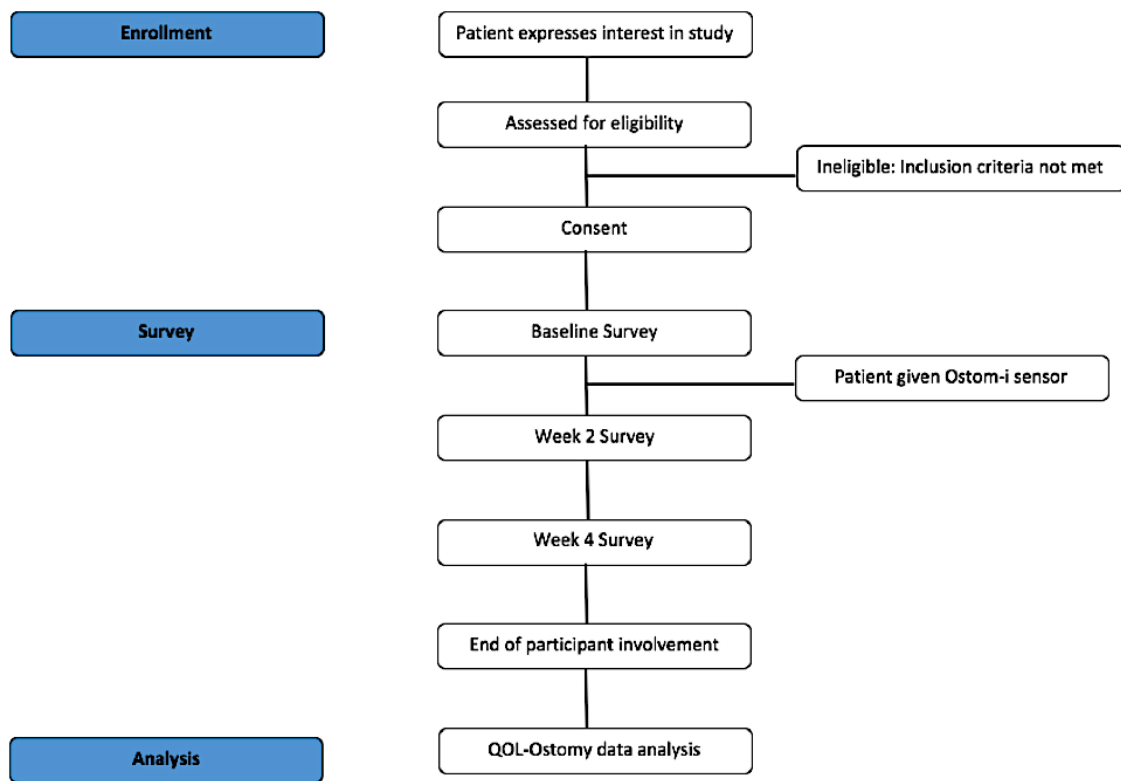 Enrollment
Patient expresses interest in study
Assessed for eligibility
Ineligible: Inclusion criteria not met
Consent
Survey
Baseline Survey
Patient given Ostom-i sensor
Week 2 Survey
Week 4 Survey
End of participant involvement
Analysis
QOL-Ostomy data analysis